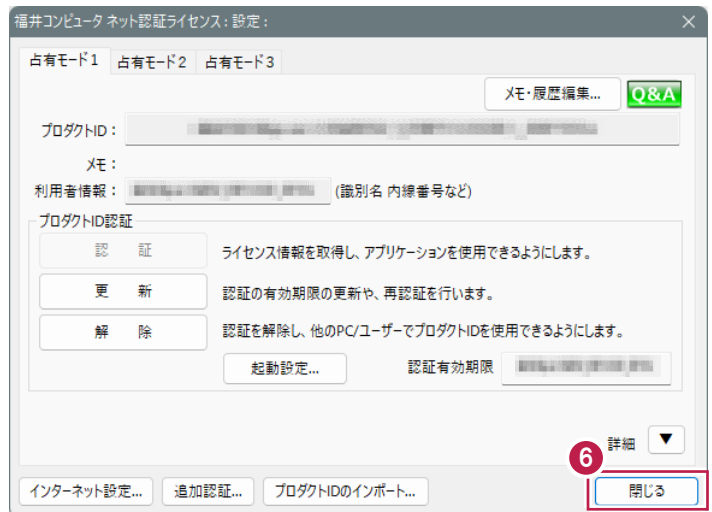 福井コンピュータ ネット認証ライセンス : 設定 :
占有モード1 占有モード2 占有モード3
メモ・履歴編集... Q&A
プロダクトID :
メモ :
利用者情報 : (識別名 内線番号など)
プロダクトID認証
認 証 ライセンス情報を取得し、アプリケーションを使用できるようにします。
更 新 認証の有効期限の更新や、再認証を行います。
解 除 認証を解除し、他のPC/ユーザーでプロダクトIDを使用できるようにします。
起動設定... 認証有効期限
詳細 ▼
6
インターネット設定... 追加認証... プロダクトIDのインポート... 閉じる